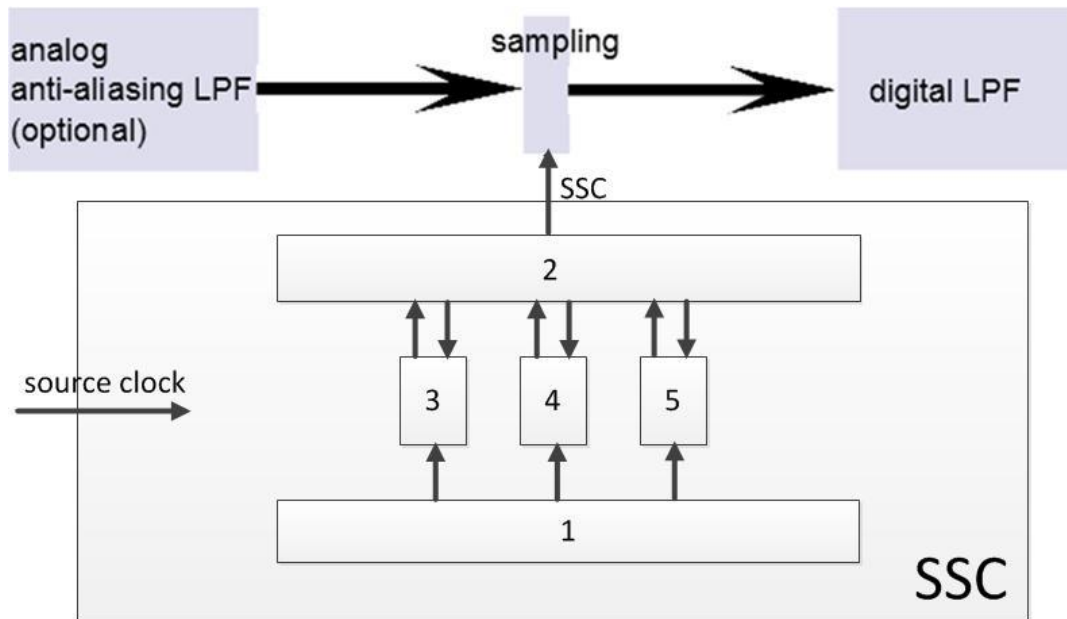 analog
anti-aliasing LPF
(optional)
sampling
digital LPF
SSC
2
source clock
3
4
5
1
SSC